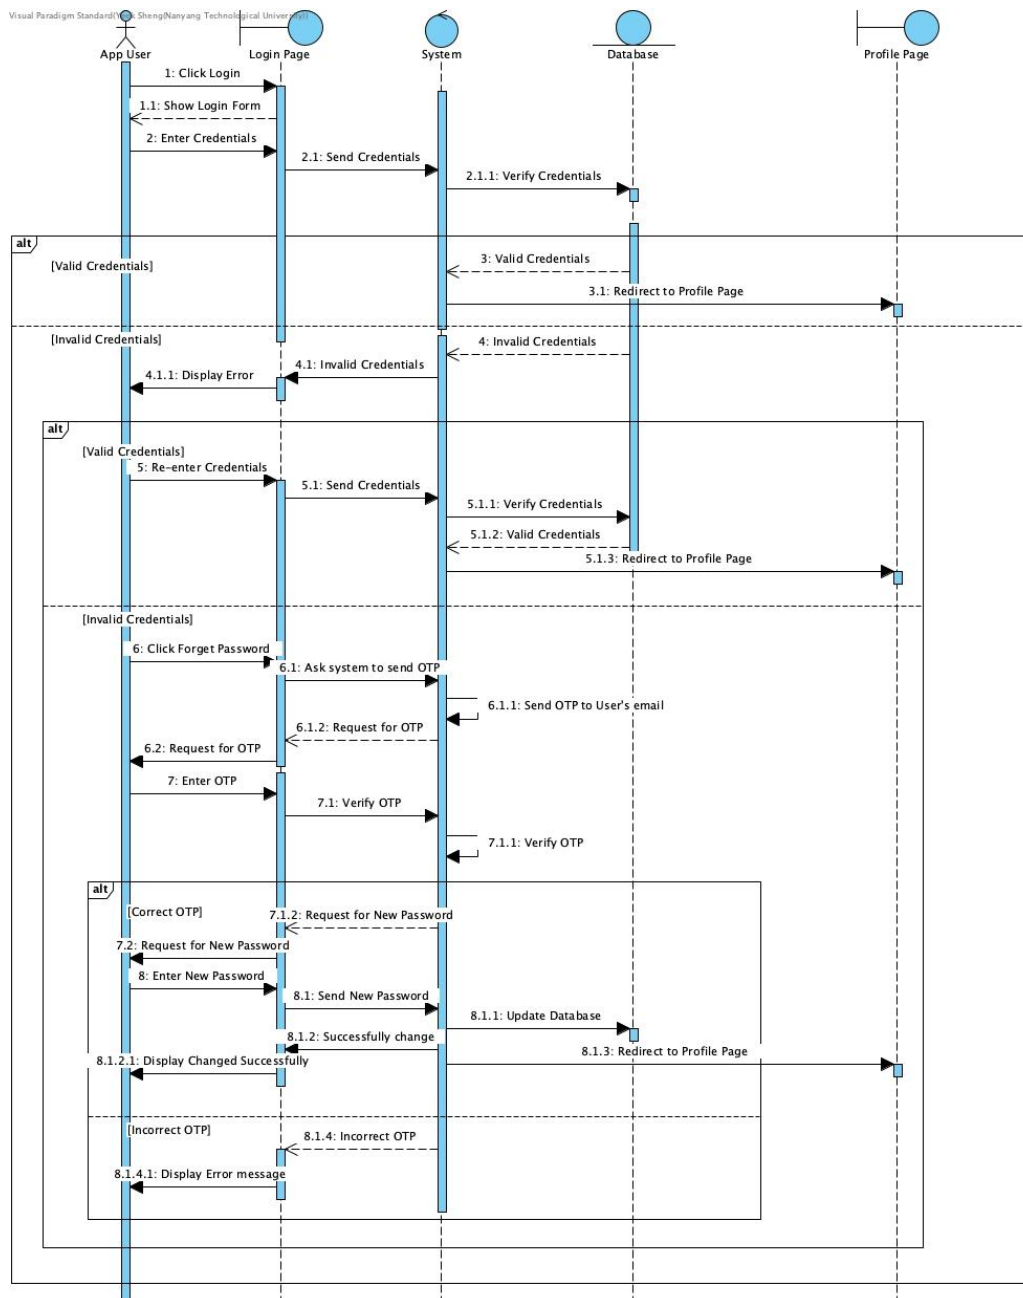 Visual Paradigm Standard(Yock Sheng(Nanyang Technological University))
App User
Login Page
System
Database
Profile Page
1: Click Login
1.1: Show Login Form
2: Enter Credentials
2.1: Send Credentials
2.1.1: Verify Credentials
alt
[Valid Credentials]
3: Valid Credentials
3.1: Redirect to Profile Page
[Invalid Credentials]
4: Invalid Credentials
4.1: Invalid Credentials
4.1.1: Display Error
alt
[Valid Credentials]
5: Re-enter Credentials
5.1: Send Credentials
5.1.1: Verify Credentials
5.1.2: Valid Credentials
5.1.3: Redirect to Profile Page
[Invalid Credentials]
6: Click Forget Password
6.1: Ask system to send OTP
6.1.1: Send OTP to User's email
6.1.2: Request for OTP
6.2: Request for OTP
7: Enter OTP
7.1: Verify OTP
7.1.1: Verify OTP
alt
[Correct OTP]
7.1.2: Request for New Password
7.2: Request for New Password
8: Enter New Password
8.1: Send New Password
8.1.1: Update Database
8.1.2: Successfully change
8.1.3: Redirect to Profile Page
8.1.2.1: Display Changed Successfully
[Incorrect OTP]
8.1.4: Incorrect OTP
8.1.4.1: Display Error message